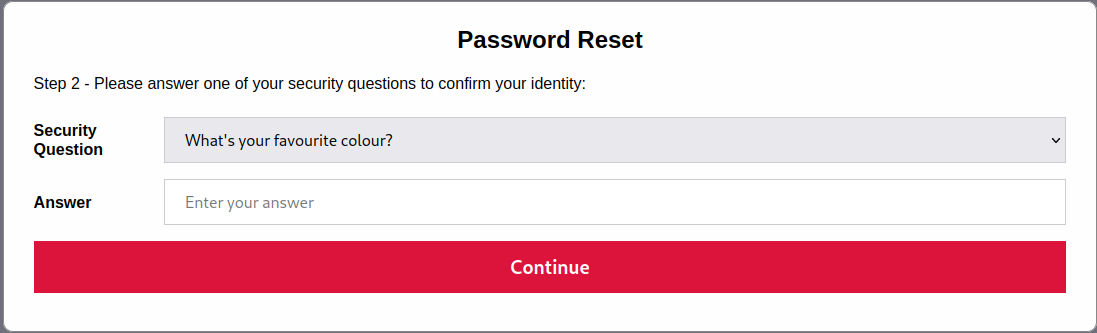 Password Reset
Step 2 - Please answer one of your security questions to confirm your identity:
Security
Question
What's your favourite colour?
Answer
Enter your answer
Continue